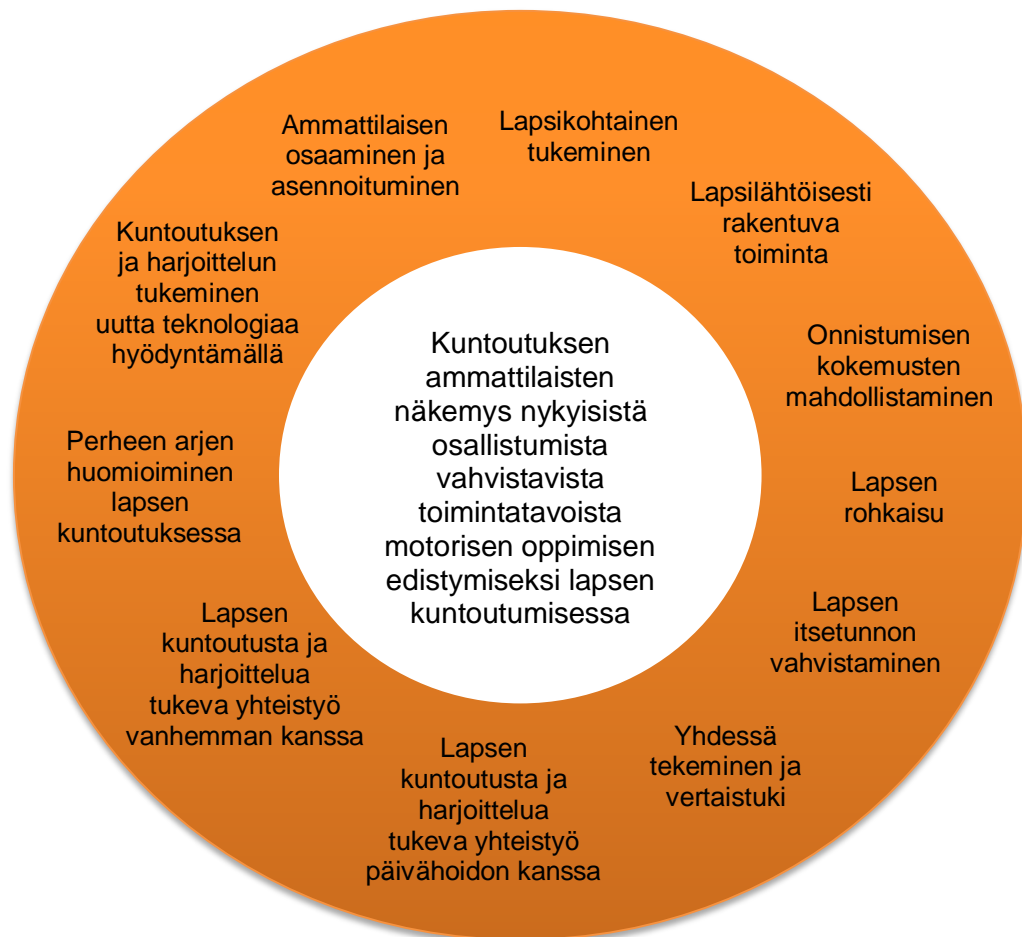 Ammattilaisen
osaaminen ja
asennoituminen
Lapsikohtainen
tukeminen
Lapsilähtöisesti
rakentuva
toiminta
Onnistumisen
kokemusten
mahdollistaminen
Lapsen
rohkaisu
Lapsen
itsetunnon
vahvistaminen
Yhdessä
tekeminen ja
vertaistuki
Lapsen
kuntoutusta ja
harjoittelua
tukeva yhteistyö
päivähoidon kanssa
Lapsen
kuntoutusta ja
harjoittelua
tukeva yhteistyö
vanhemman kanssa
Perheen arjen
huomioiminen
lapsen
kuntoutuksessa
Kuntoutuksen
ja harjoittelun
tukeminen
uutta teknologiaa
hyödyntämällä
Kuntoutuksen
ammattilaisten
näkemys nykyisistä
osallistumista
vahvistavista
toimintatavoista
motorisen oppimisen
edistymiseksi lapsen
kuntoutumisessa